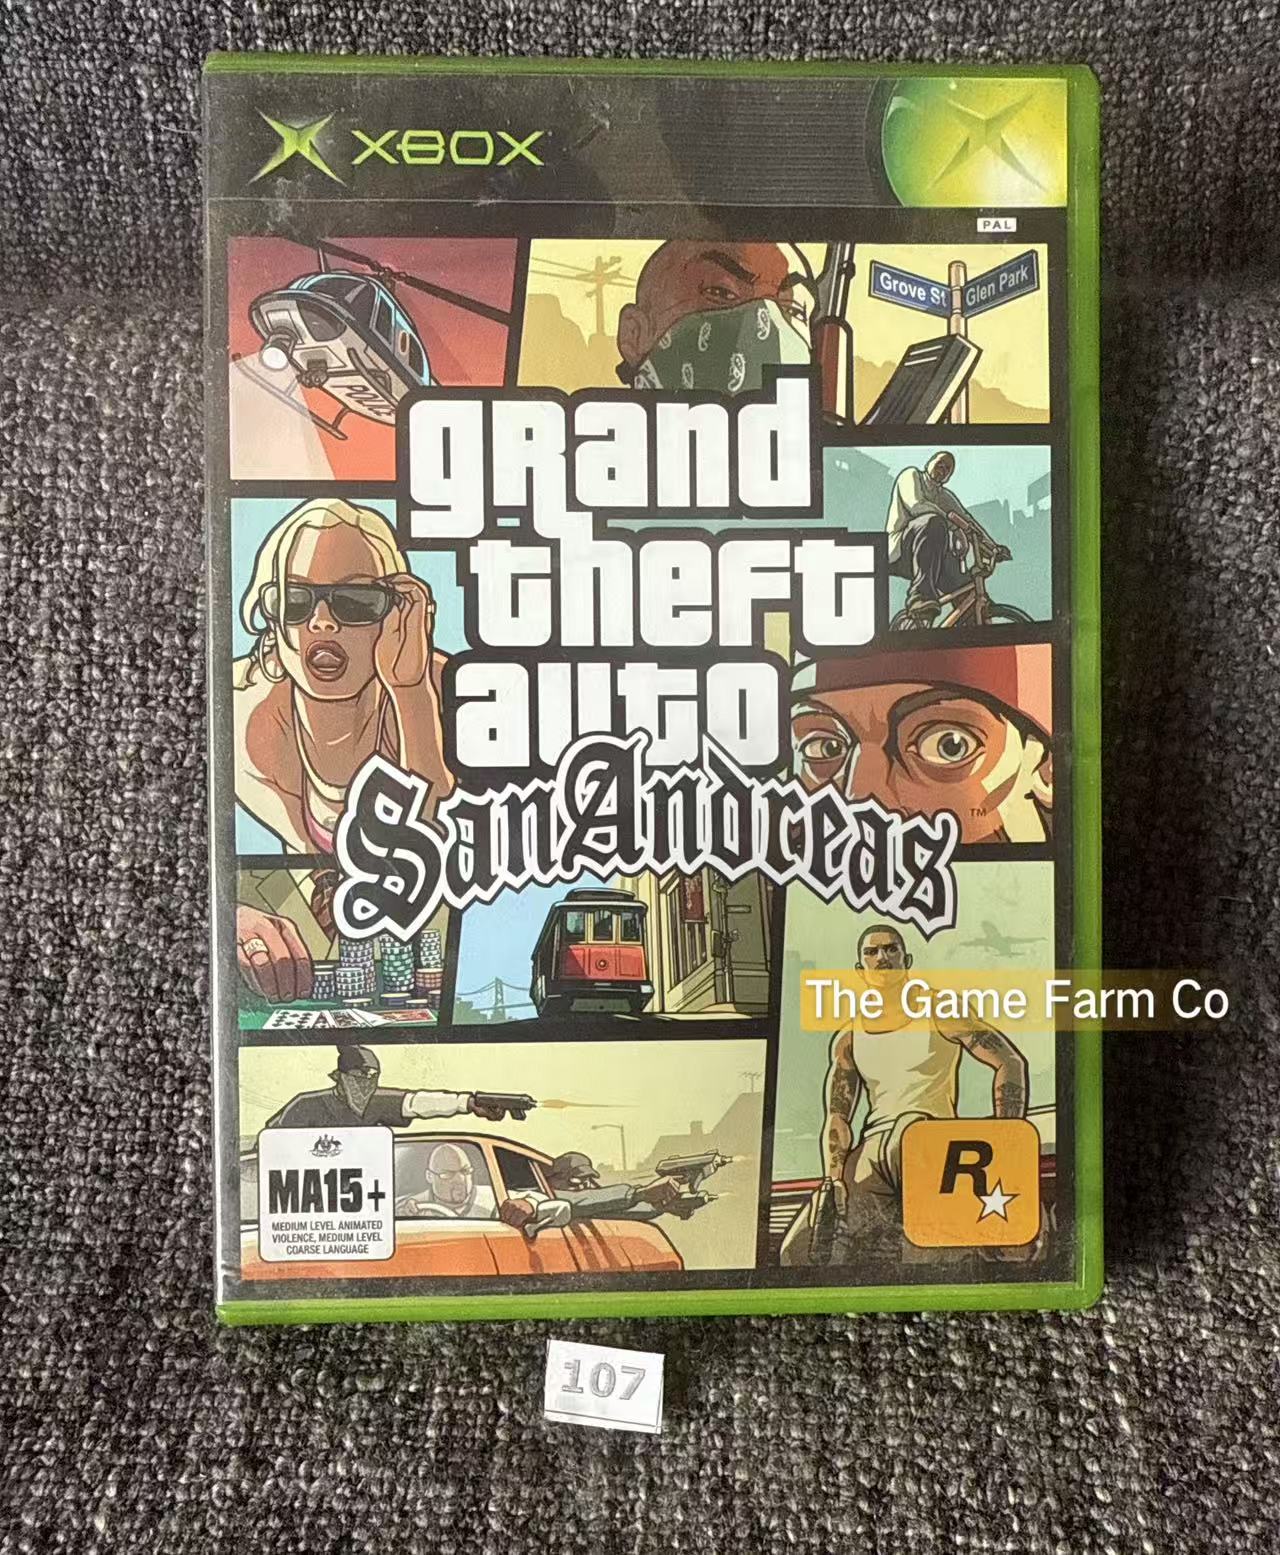 XBOX
PAL
Grove St
Glen Park
POLICE
grand
theft
auto
San Andreas
TM
The Game Farm Co
MA15+
MEDIUM LEVEL ANIMATED
VIOLENCE, MEDIUM LEVEL
COARSE LANGUAGE
R
107